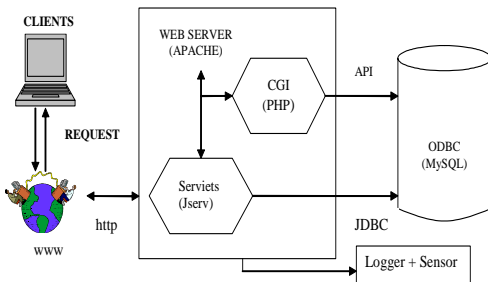 CLIENTS
WEB SERVER
(APACHE)
CGI
(PHP)
API
REQUEST
ODBC
(MySQL)
Serviets
(Jserv)
http
JDBC
www
Logger + Sensor